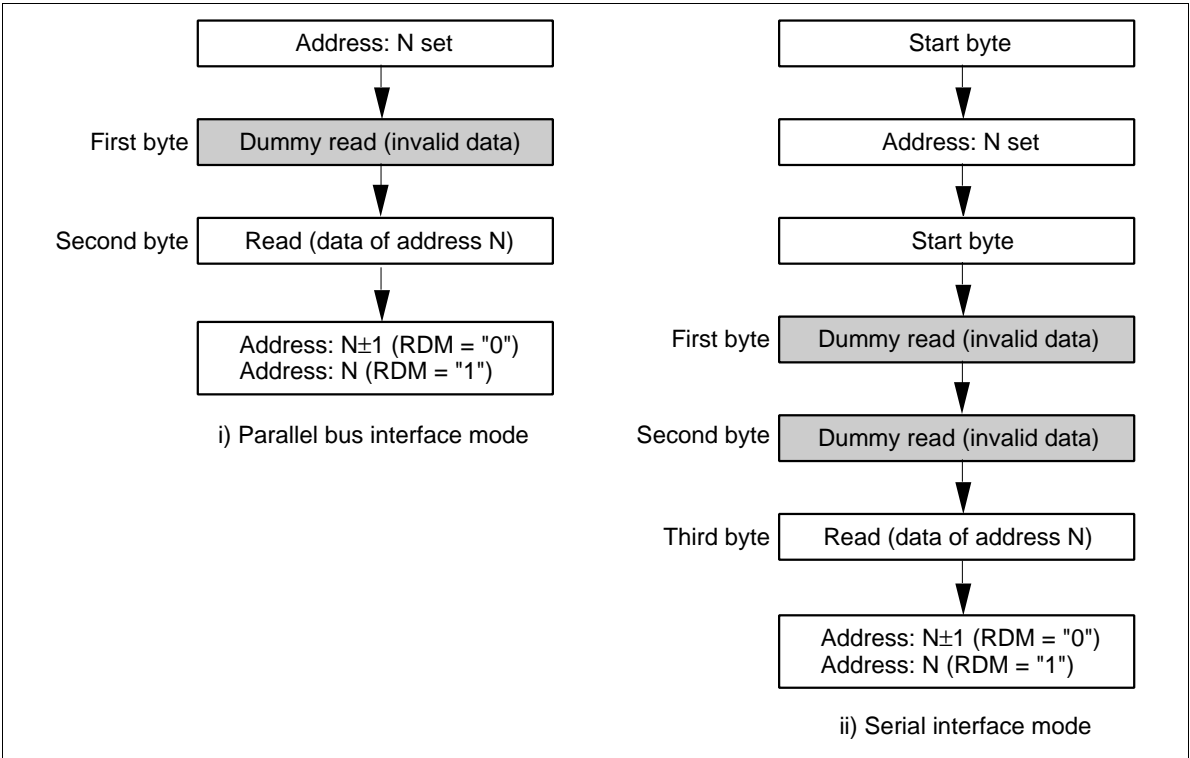 Address: N set
First byte Dummy read (invalid data)
Second byte Read (data of address N)
Address: N±1 (RDM = "0")
Address: N (RDM = "1")
i) Parallel bus interface mode
Start byte
Address: N set
Start byte
First byte Dummy read (invalid data)
Second byte Dummy read (invalid data)
Third byte Read (data of address N)
Address: N±1 (RDM = "0")
Address: N (RDM = "1")
ii) Serial interface mode